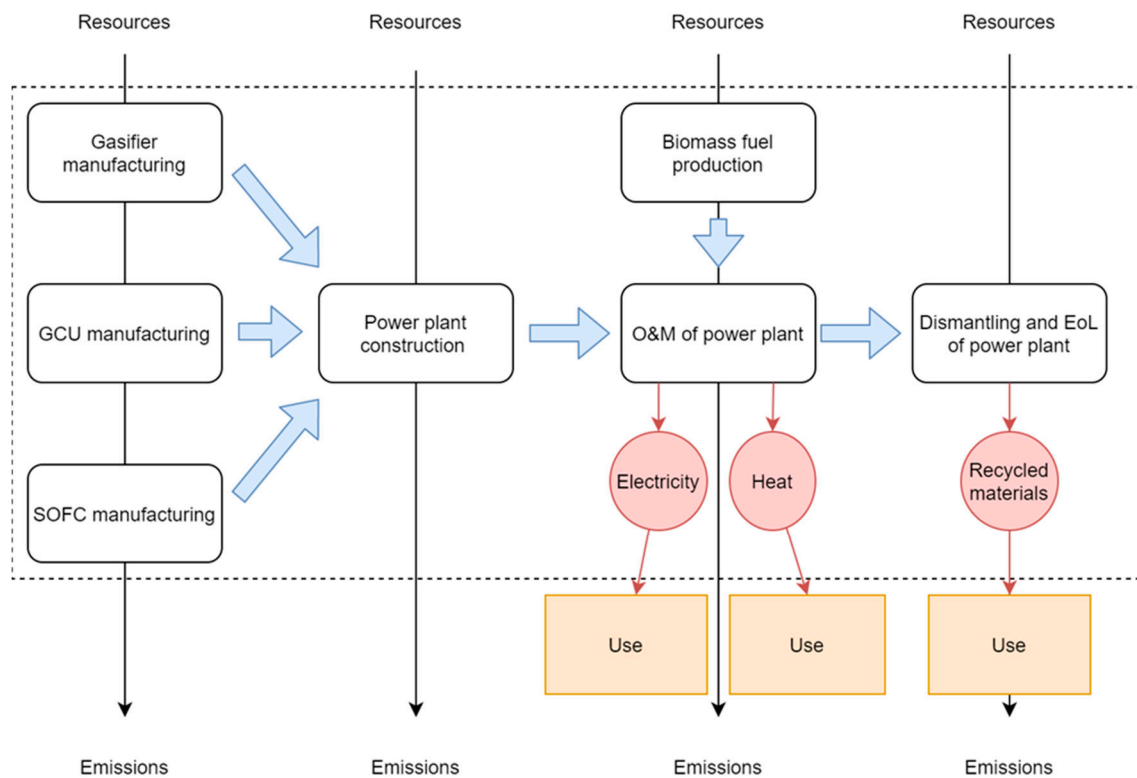 Resources
Resources
Resources
Resources
Gasifier
manufacturing
Biomass fuel
production
GCU manufacturing
Power plant
construction
O&M of power plant
Dismantling and EoL
of power plant
Electricity
Heat
Recycled
materials
SOFC manufacturing
Use
Use
Use
Emissions
Emissions
Emissions
Emissions